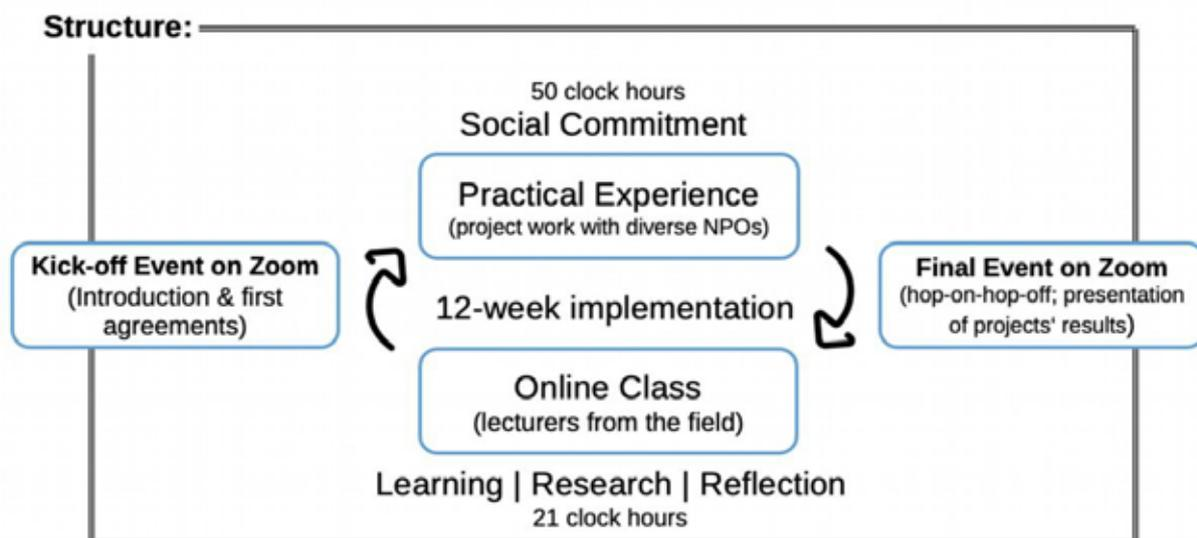 Structure:
50 clock hours
Social Commitment
Practical Experience
(project work with diverse NPOs)
Kick-off Event on Zoom
(Introduction & first
agreements)
12-week implementation
Final Event on Zoom
(hop-on-hop-off; presentation
of projects' results)
Online Class
(lecturers from the field)
Learning | Research | Reflection
21 clock hours